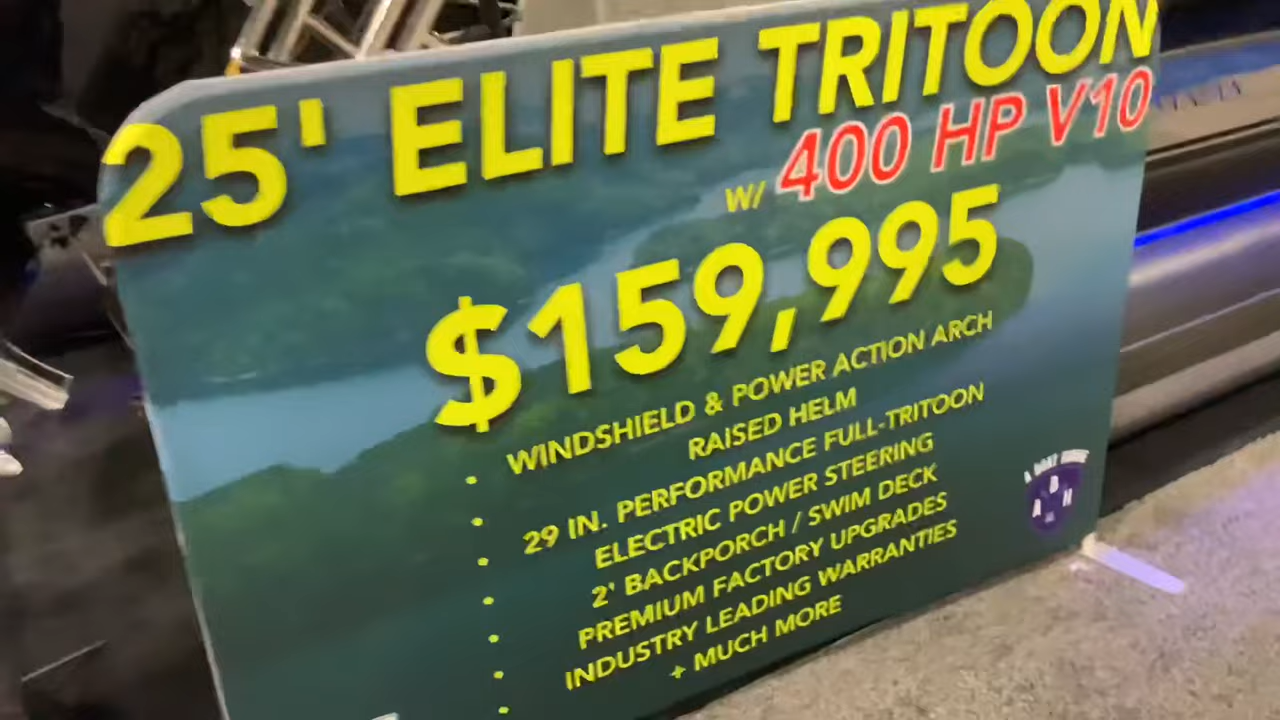 25' ELITE TRITOON
W/ 400 HP V10
$159,995
• WINDSHIELD & POWER ACTION ARCH
• RAISED HELM
• 29 IN. PERFORMANCE FULL-TRITOON
• ELECTRIC POWER STEERING
• 2' BACKPORCH / SWIM DECK
• PREMIUM FACTORY UPGRADES
• INDUSTRY LEADING WARRANTIES
+ MUCH MORE
B
A H